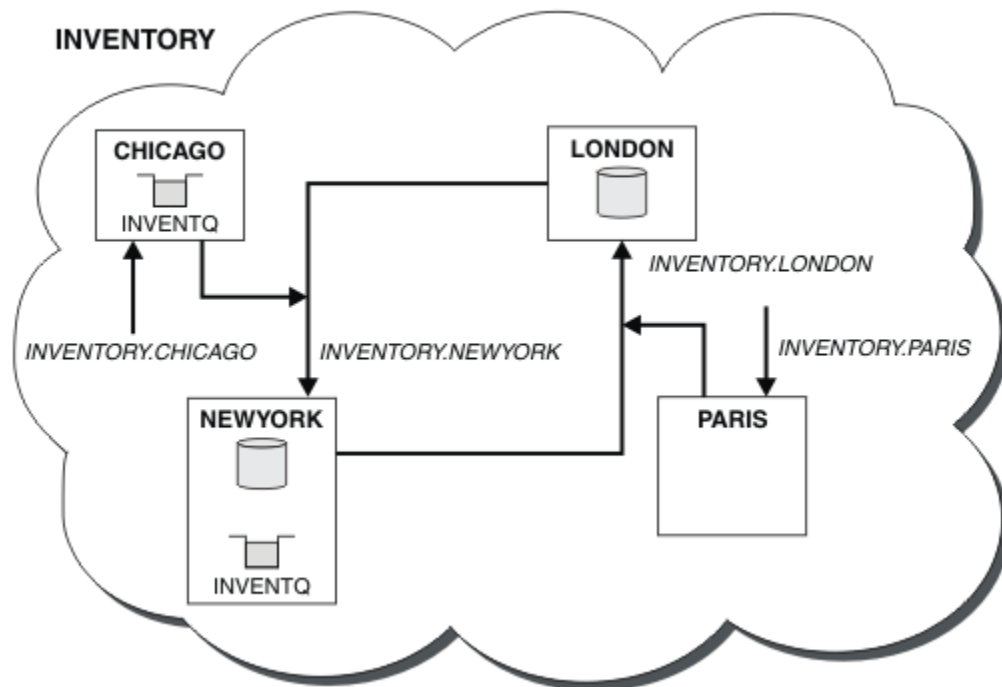 INVENTORY
CHICAGO
INVENTQ
LONDON
INVENTORY.LONDON
INVENTORY.CHICAGO
INVENTORY.NEWYORK
INVENTORY.PARIS
NEWYORK
INVENTQ
PARIS